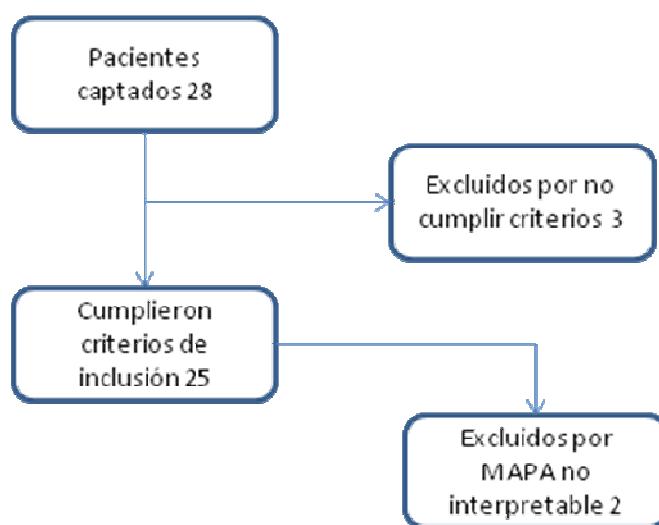 Pacientes
captados 28
Excluidos por no
cumplir criterios 3
Cumplieron
criterios de
inclusión 25
Excluidos por
MAPA no
interpretable 2